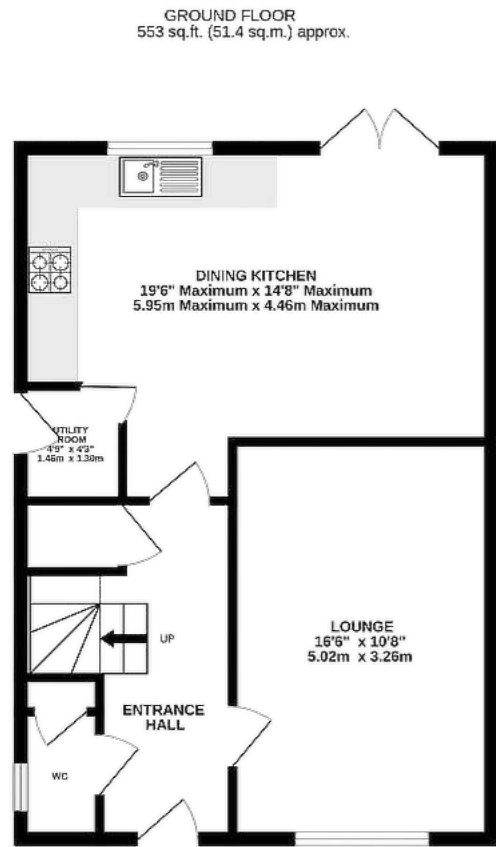 GROUND FLOOR
553 sq.ft. (51.4 sq.m.) approx.
DINING KITCHEN
19'6" Maximum x 14'8" Maximum
5.95m Maximum x 4.46m Maximum
UTILITY
ROOM
4'9" x 4'3"
1.46m x 1.30m
LOUNGE
16'6" x 10'8"
5.02m x 3.26m
UP
ENTRANCE
HALL
WC